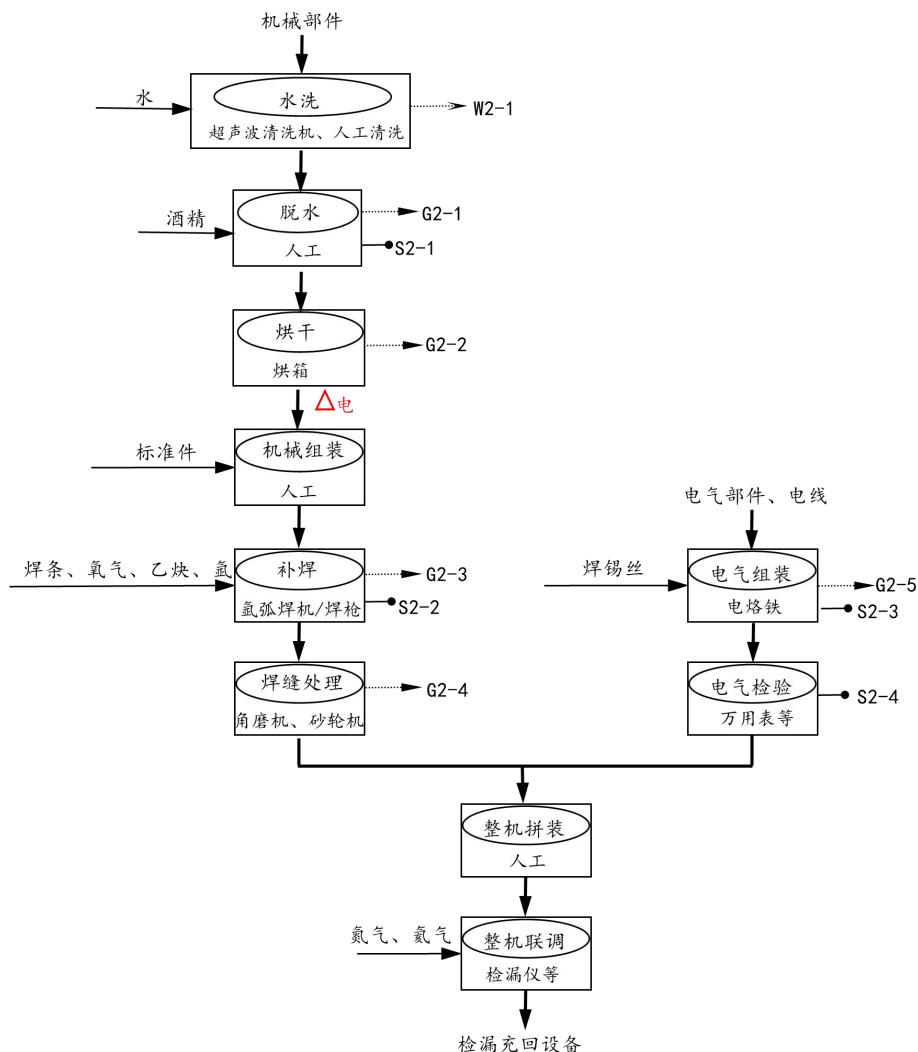 机械部件
水
水洗
超声波清洗机、人工清洗
W2-1
酒精
脱水
人工
G2-1
S2-1
烘干
烘箱
G2-2
△电
标准件
机械组装
人工
焊条、氧气、乙炔、氩
补焊
氩弧焊机/焊枪
G2-3
S2-2
焊缝处理
角磨机、砂轮机
G2-4
电气部件、电线
焊锡丝
电气组装
电烙铁
G2-5
S2-3
电气检验
万用表等
S2-4
整机拼装
人工
氮气、氦气
整机联调
检漏仪等
检漏充回设备